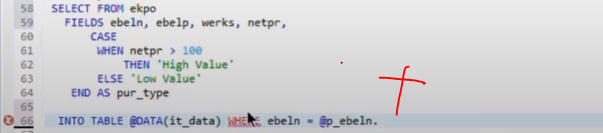 58 SELECT FROM ekpo
59 FIELDS ebeln, ebelp, werks, netpr,
60 CASE
61 WHEN netpr > 100
62 THEN 'High Value'
63 ELSE 'Low Value'
64 END AS pur_type
65
66 INTO TABLE @DATA(it_data) WHERE ebeln = @p_ebeln.